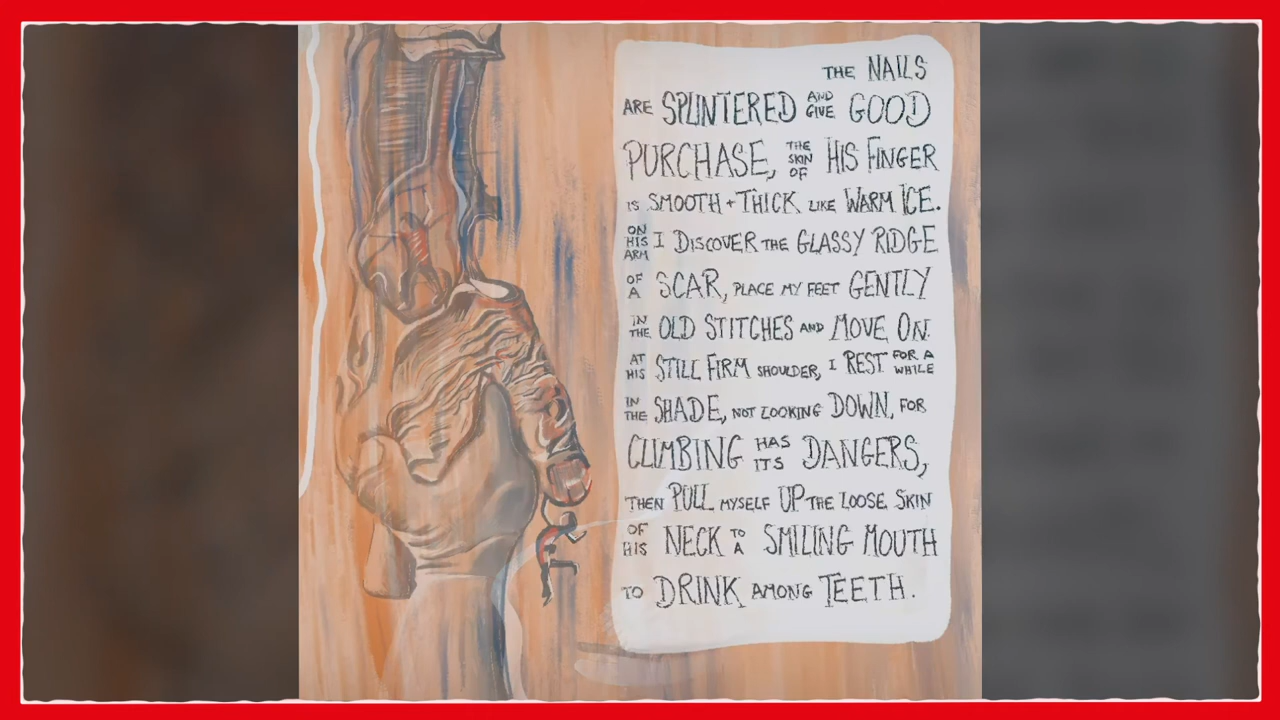 THE NAILS
ARE SPLINTERED AND GIVE GOOD
PURCHASE, THE SKIN OF HIS FINGER
IS SMOOTH + THICK LIKE WARM ICE.
ON HIS ARM I DISCOVER THE GLASSY RIDGE
OF A SCAR, PLACE MY FEET GENTLY
IN THE OLD STITCHES AND MOVE ON.
AT HIS STILL FIRM SHOULDER, I REST FOR A WHILE
IN THE SHADE, NOT LOOKING DOWN, FOR
CLIMBING HAS ITS DANGERS,
THEN PULL MYSELF UP THE LOOSE SKIN
OF HIS NECK TO A SMILING MOUTH
TO DRINK AMONG TEETH.